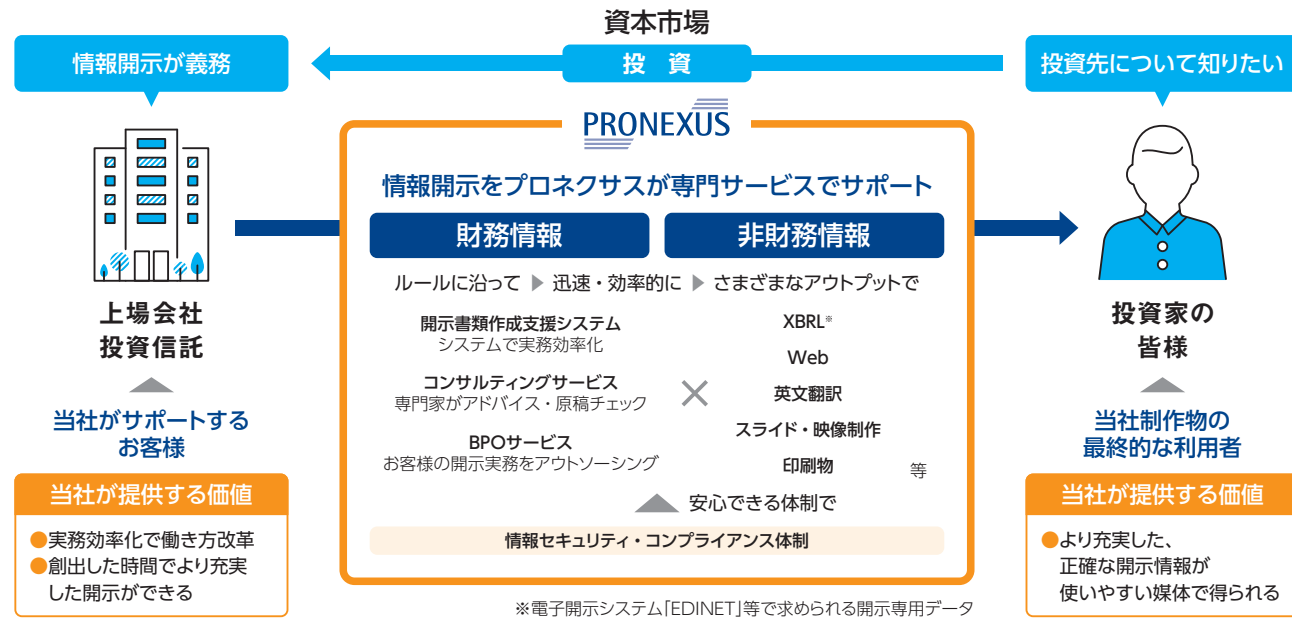 資本市場
情報開示が義務
投 資
投資先について知りたい
PRONEXUS
情報開示をプロネクサスが専門サービスでサポート
財務情報
非財務情報
ルールに沿って ▶ 迅速・効率的に ▶ さまざまなアウトプットで
開示書類作成支援システム
システムで実務効率化
コンサルティングサービス
専門家がアドバイス・原稿チェック
BPOサービス
お客様の開示実務をアウトソーシング
×
XBRL※
Web
英文翻訳
スライド・映像制作
印刷物
等
安心できる体制で
情報セキュリティ・コンプライアンス体制
※電子開示システム「EDINET」等で求められる開示専用データ
上場会社
投資信託
当社がサポートする
お客様
当社が提供する価値
●実務効率化で働き方改革
●創出した時間でより充実
した開示ができる
投資家の
皆様
当社制作物の
最終的な利用者
当社が提供する価値
●より充実した、
正確な開示情報が
使いやすい媒体で得られる